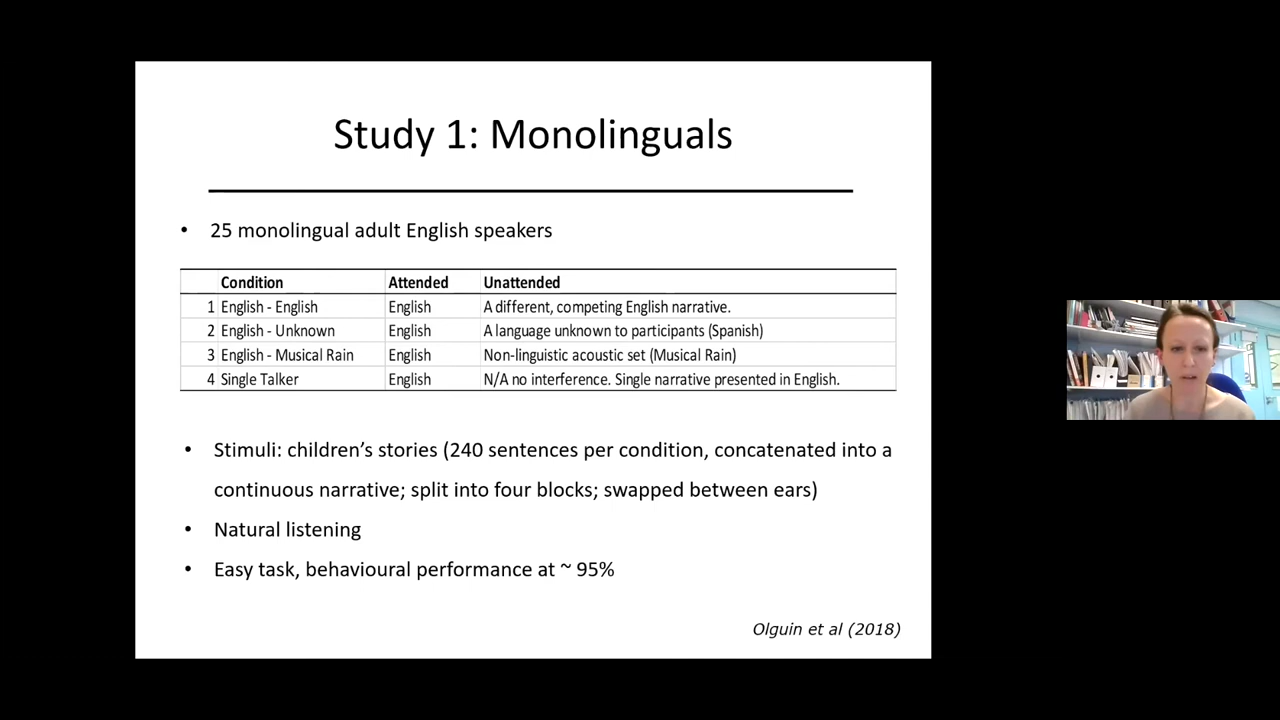 Study 1: Monolinguals
• 25 monolingual adult English speakers
Condition Attended Unattended
1 English - English English A different, competing English narrative.
2 English - Unknown English A language unknown to participants (Spanish)
3 English - Musical Rain English Non-linguistic acoustic set (Musical Rain)
4 Single Talker English N/A no interference. Single narrative presented in English.
• Stimuli: children’s stories (240 sentences per condition, concatenated into a
continuous narrative; split into four blocks; swapped between ears)
• Natural listening
• Easy task, behavioural performance at ~ 95%
Olguin et al (2018)